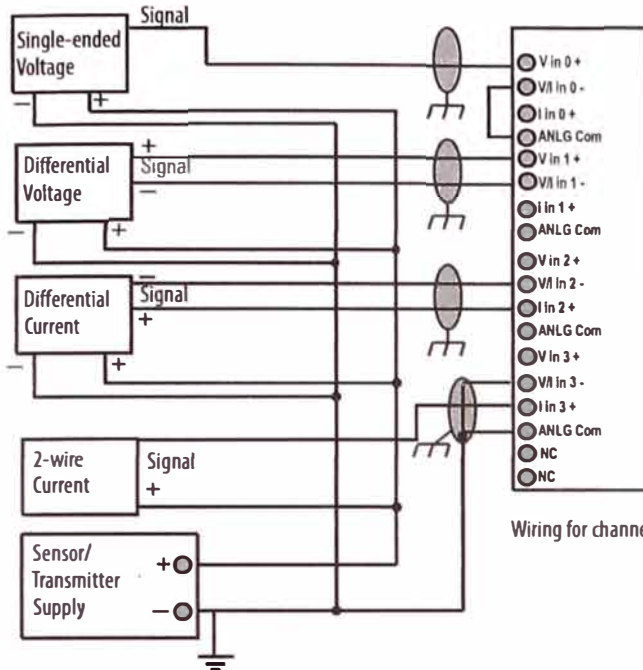 Signal
Single-ended
Voltage
− +
Differential
Voltage
+
Signal
−
− +
Differential
Current
−
Signal
+
− +
2-wire
Current
Signal
+
Sensor/
Transmitter
Supply
+
−
V in 0 +
V/I in 0 -
I in 0 +
ANLG Com
V in 1 +
V/I in 1 -
I in 1 +
ANLG Com
V in 2 +
V/I in 2 -
I in 2 +
ANLG Com
V in 3 +
V/I in 3 -
I in 3 +
ANLG Com
NC
NC
Wiring for channe